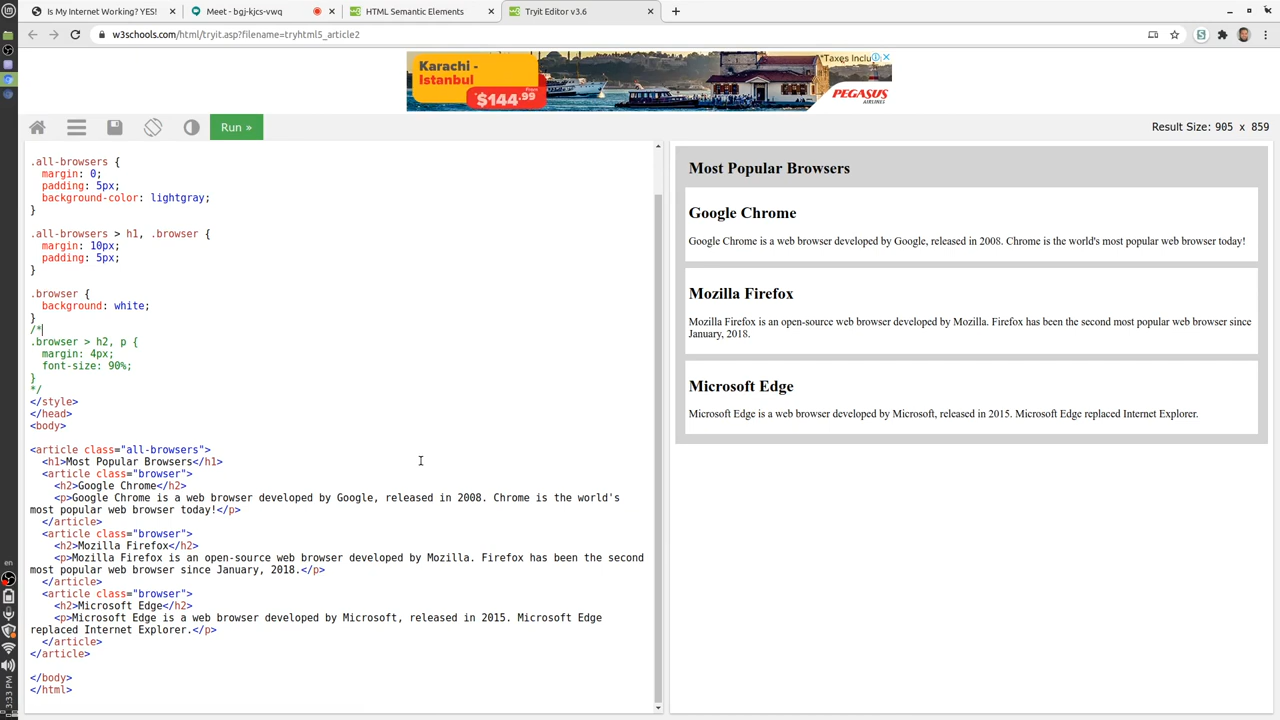 Is My Internet Working? YES!
Meet - bgj-kjcs-vwq
HTML Semantic Elements
Tryit Editor v3.6
w3schools.com/html/tryit.asp?filename=tryhtml5_article2
Karachi -
Istanbul
from
$144.99
*Taxes Inclu
PEGASUS
AIRLINES
Run »
Result Size: 905 x 859
.all-browsers {
margin: 0;
padding: 5px;
background-color: lightgray;
}
.all-browsers > h1, .browser {
margin: 10px;
padding: 5px;
}
.browser {
background: white;
}
/*
.browser > h2, p {
margin: 4px;
font-size: 90%;
}
*/
</style>
</head>
<body>
<article class="all-browsers">
<h1>Most Popular Browsers</h1>
<article class="browser">
<h2>Google Chrome</h2>
<p>Google Chrome is a web browser developed by Google, released in 2008. Chrome is the world's
most popular web browser today!</p>
</article>
<article class="browser">
<h2>Mozilla Firefox</h2>
<p>Mozilla Firefox is an open-source web browser developed by Mozilla. Firefox has been the second
most popular web browser since January, 2018.</p>
</article>
<article class="browser">
<h2>Microsoft Edge</h2>
<p>Microsoft Edge is a web browser developed by Microsoft, released in 2015. Microsoft Edge
replaced Internet Explorer.</p>
</article>
</article>
</body>
</html>
Most Popular Browsers
Google Chrome
Google Chrome is a web browser developed by Google, released in 2008. Chrome is the world's most popular web browser today!
Mozilla Firefox
Mozilla Firefox is an open-source web browser developed by Mozilla. Firefox has been the second most popular web browser since
January, 2018.
Microsoft Edge
Microsoft Edge is a web browser developed by Microsoft, released in 2015. Microsoft Edge replaced Internet Explorer.
en
3:33 PM